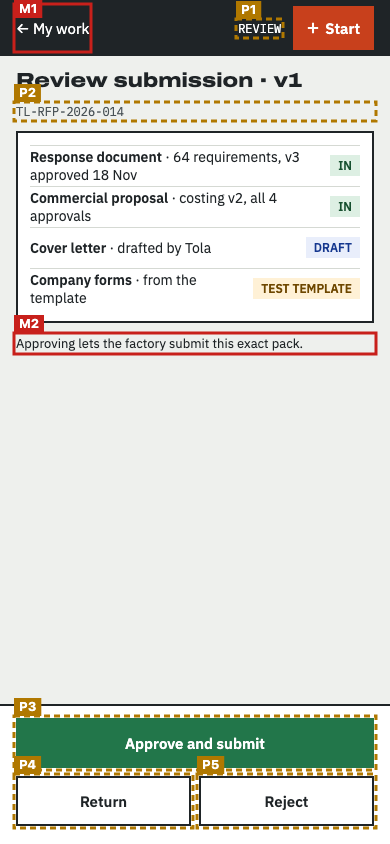 M1
P1
← My work
REVIEW
+ Start
Review submission · v1
P2
TL-RFP-2026-014
Response document · 64 requirements, v3
approved 18 Nov
IN
Commercial proposal · costing v2, all 4
approvals
IN
Cover letter · drafted by Tola
DRAFT
Company forms · from the
template
TEST TEMPLATE
M2
Approving lets the factory submit this exact pack.
P3
Approve and submit
P4
P5
Return
Reject